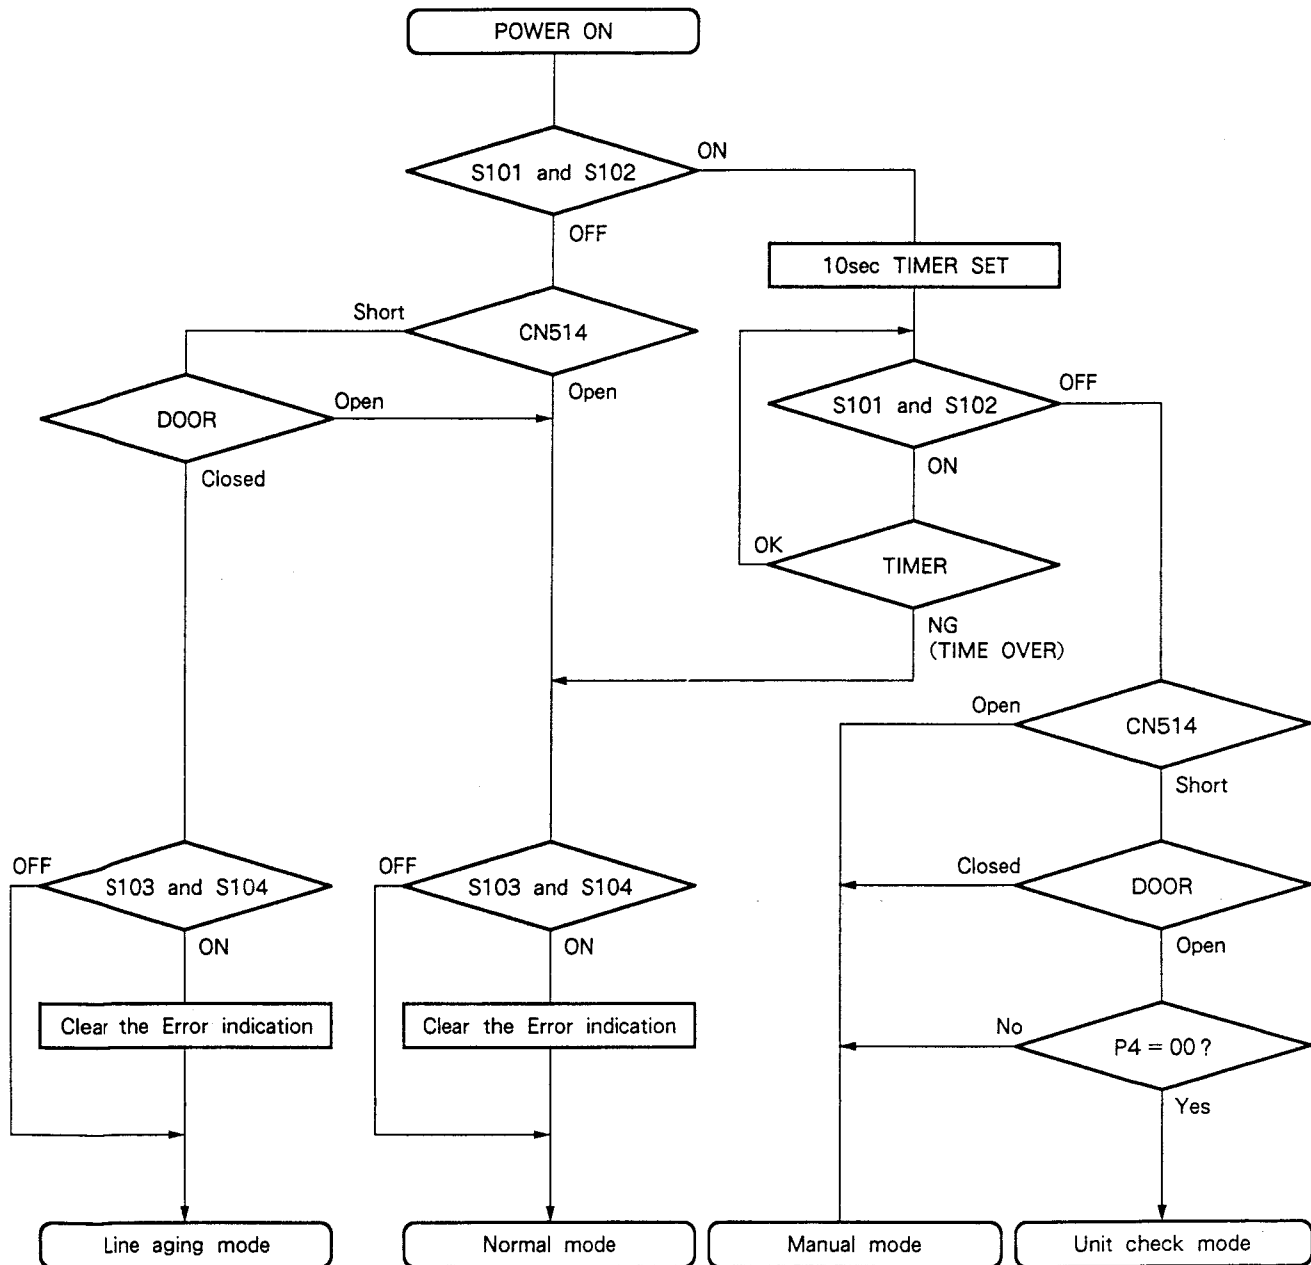 POWER ON
S101 and S102
ON
OFF
10sec TIMER SET
Short
CN514
Open
DOOR
Open
Closed
S101 and S102
OFF
ON
OK
TIMER
NG
(TIME OVER)
Open
CN514
Short
OFF
S103 and S104
ON
OFF
S103 and S104
ON
Closed
DOOR
Open
Clear the Error indication
Clear the Error indication
No
P4 = 00?
Yes
Line aging mode
Normal mode
Manual mode
Unit check mode